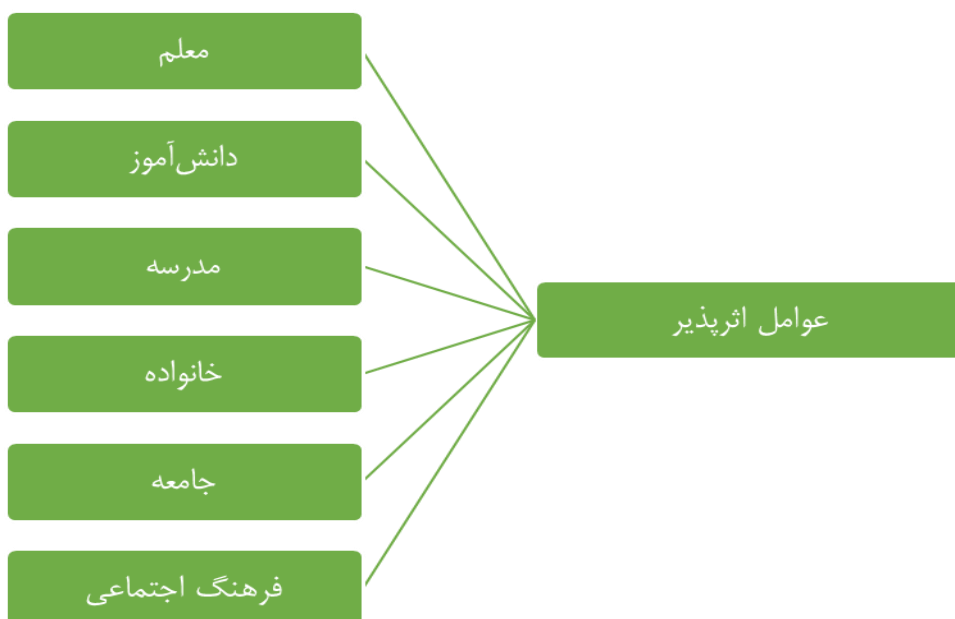 عوامل اثرپذیر
معلم
دانش‌آموز
مدرسه
خانواده
جامعه
فرهنگ اجتماعی